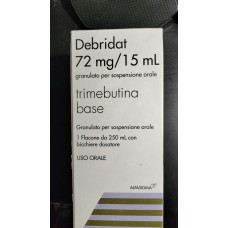 Debridat
72 mg/15 mL
granulato per sospensione orale
trimebutina
base
Granulato per sospensione orale
1 Flacone da 250 mL con
bicchiere dosatore
USO ORALE
ALFASIGMA